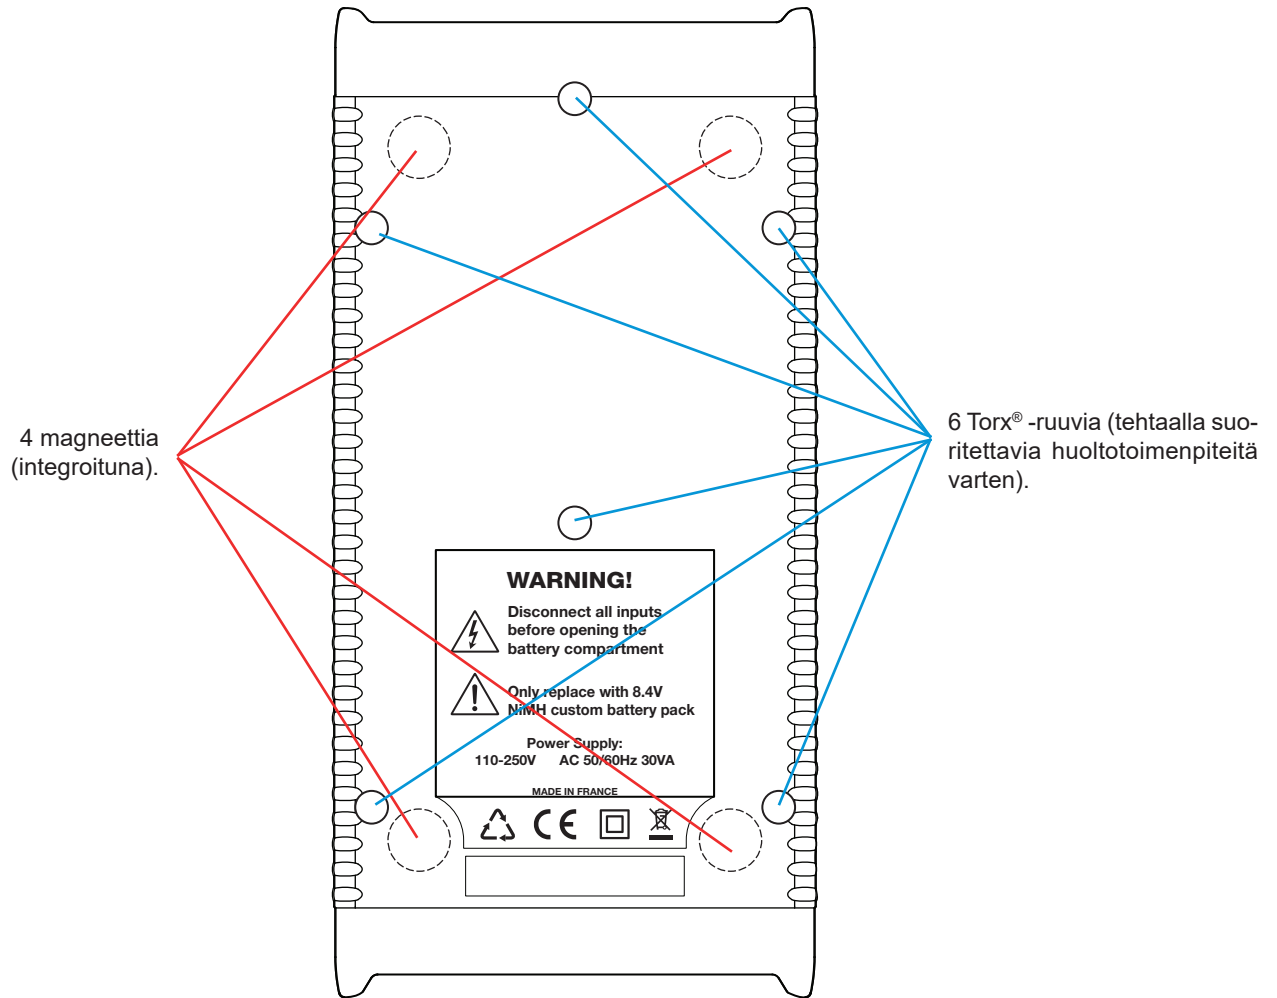 4 magneettia
(integroituna).
6 Torx® -ruuvia (tehtaalla suo-
ritettavia huoltotoimenpiteitä
varten).
WARNING!
Disconnect all inputs
before opening the
battery compartment
Only replace with 8.4V
NiMH custom battery pack
Power Supply:
110-250V AC 50/60Hz 30VA
MADE IN FRANCE
CE